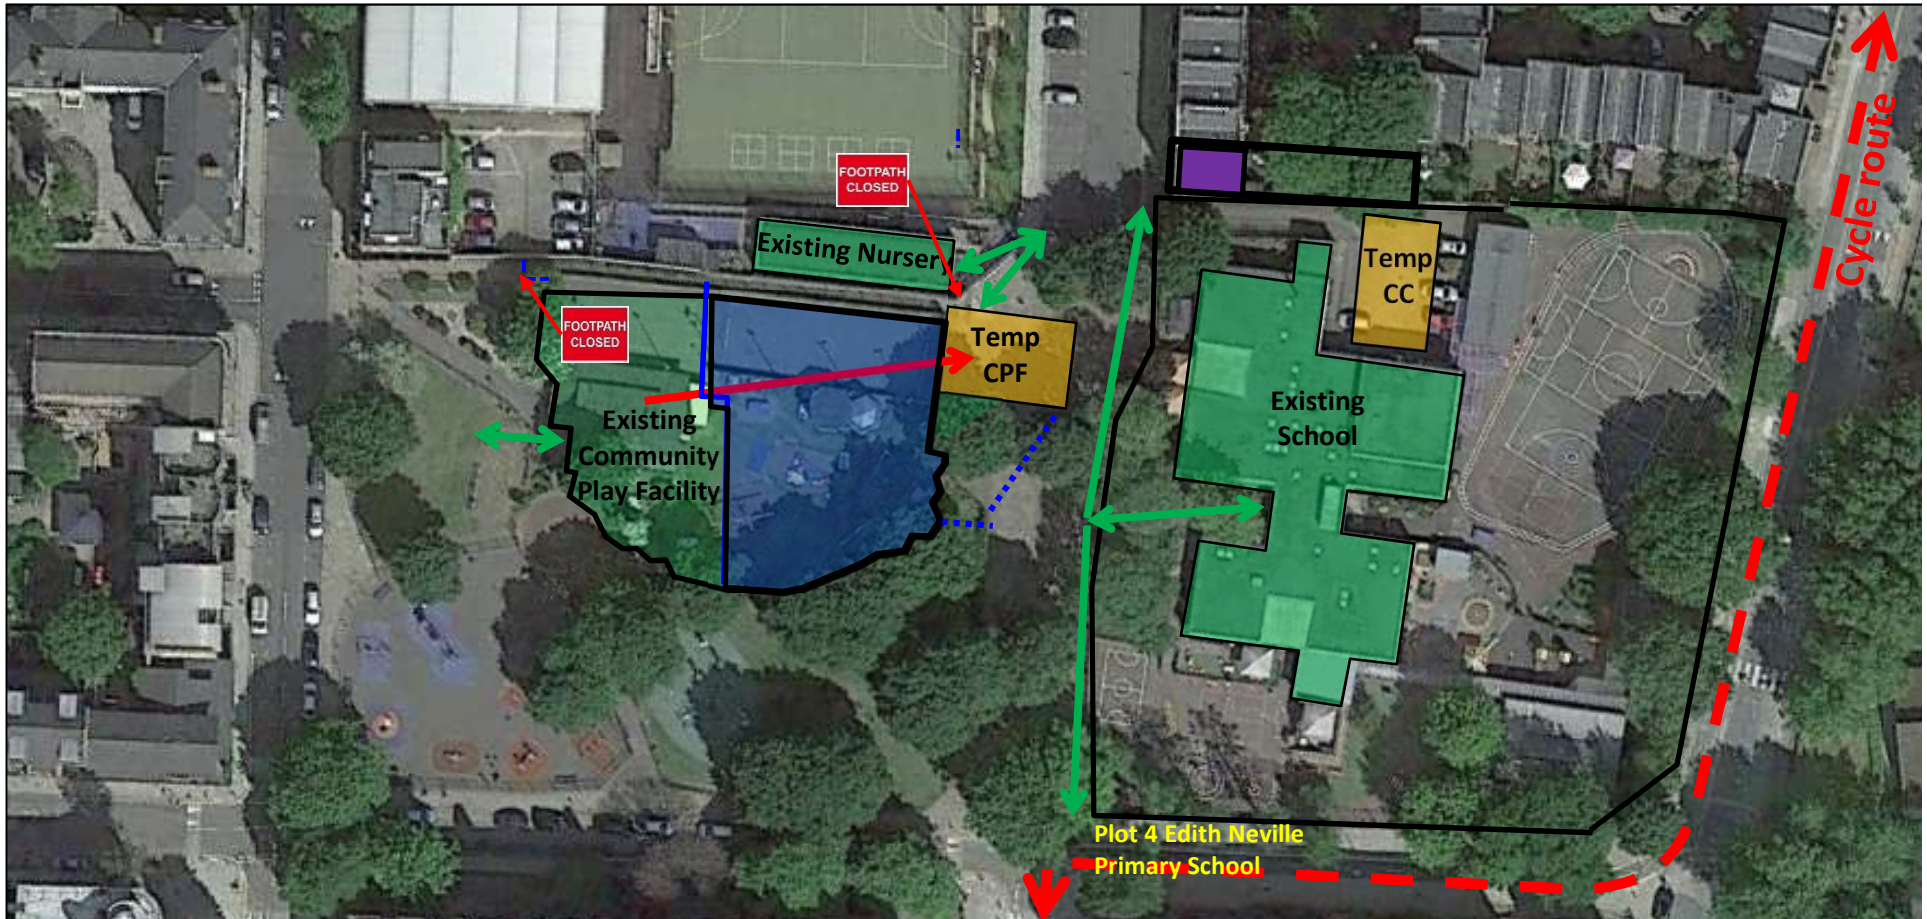 Cycle route
FOOTPATH
CLOSED
Existing Nursery
Temp
CC
FOOTPATH
CLOSED
Temp
CPF
Existing
School
Existing
Community
Play Facility
Plot 4 Edith Neville
Primary School